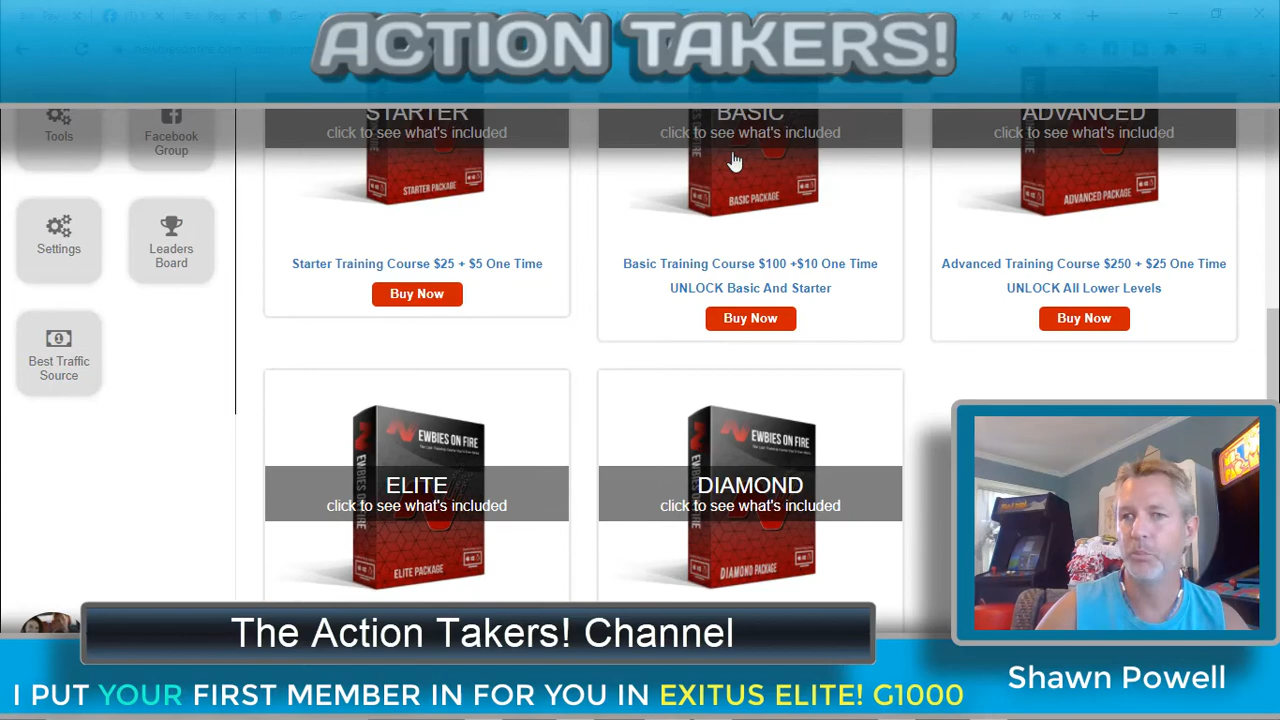 ACTION TAKERS!
Tools
Facebook
Group
Settings
Leaders
Board
Best Traffic
Source
STARTER
click to see what's included
STARTER PACKAGE
Starter Training Course $25 + $5 One Time
Buy Now
BASIC
click to see what's included
BASIC PACKAGE
Basic Training Course $100 +$10 One Time
UNLOCK Basic And Starter
Buy Now
ADVANCED
click to see what's included
ADVANCED PACKAGE
Advanced Training Course $250 + $25 One Time
UNLOCK All Lower Levels
Buy Now
EWBIES ON FIRE
ELITE
click to see what's included
ELITE PACKAGE
EWBIES ON FIRE
DIAMOND
click to see what's included
DIAMOND PACKAGE
The Action Takers! Channel
Shawn Powell
I PUT YOUR FIRST MEMBER IN FOR YOU IN EXITUS ELITE! G1000